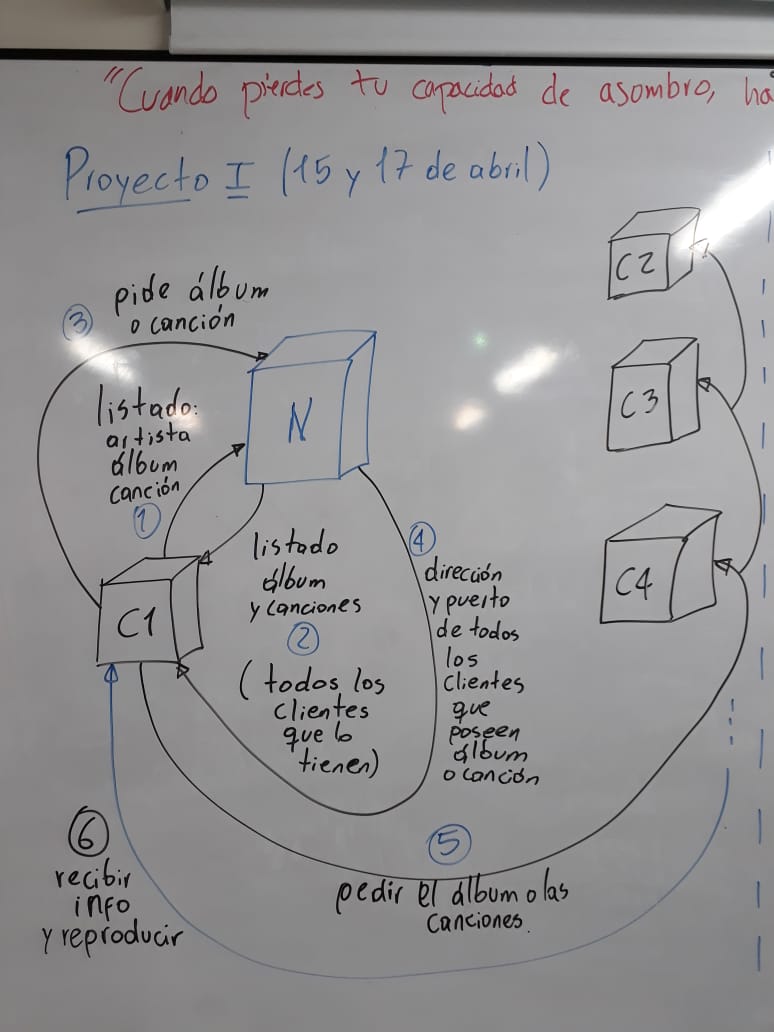 "Cuando pierdes tu capacidad de asombro, ha
Proyecto I (15 y 17 de abril)
C2
③ pide álbum
o canción
C3
N
listado:
artista
álbum
canción
①
C4
C1
listado
álbum
y canciones
②
(todos los
clientes
que lo
tienen)
④
dirección
y puerto
de todos
los
clientes
que
poseen
álbum
o canción
⑤
pedir el álbum o las
canciones.
⑥
recibir
info
y reproducir